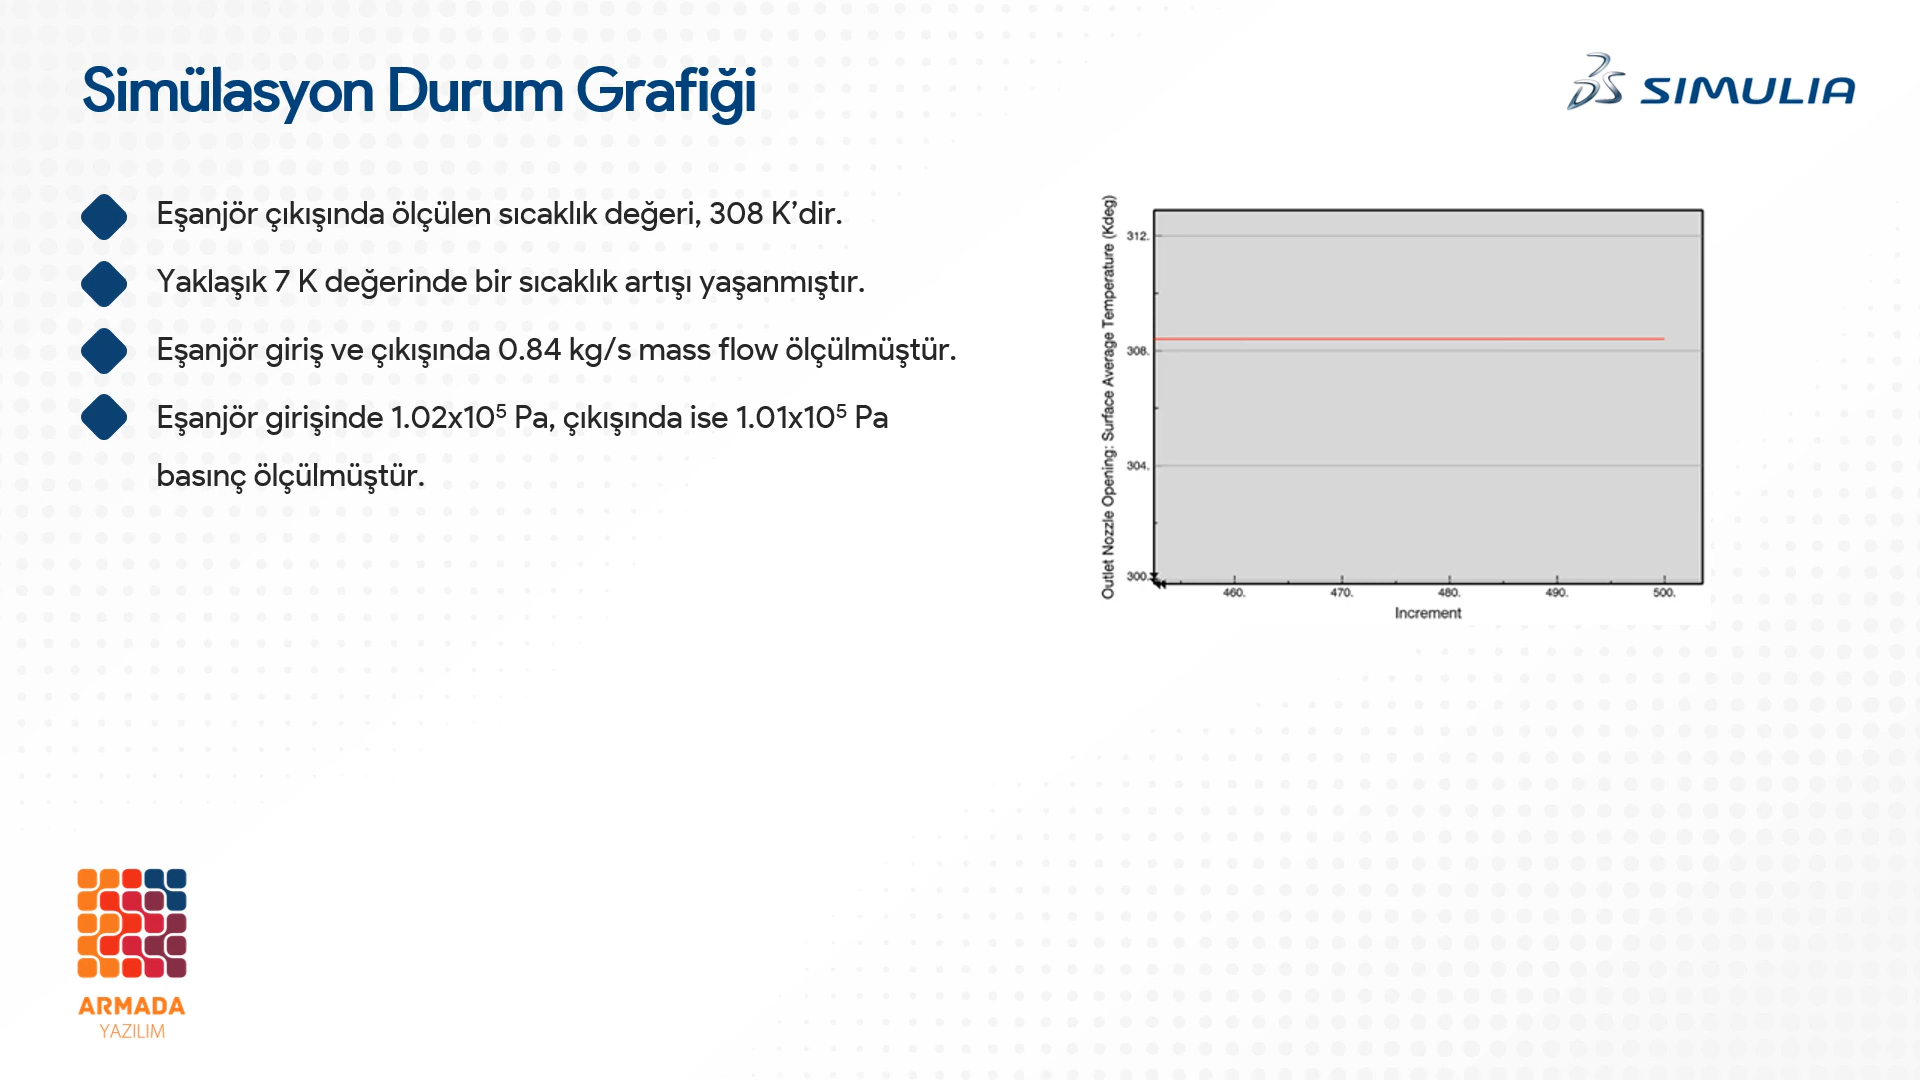 Simülasyon Durum Grafiği
SIMULIA
Eşanjör çıkışında ölçülen sıcaklık değeri, 308 K’dir.
Yaklaşık 7 K değerinde bir sıcaklık artışı yaşanmıştır.
Eşanjör giriş ve çıkışında 0.84 kg/s mass flow ölçülmüştür.
Eşanjör girişinde 1.02x10⁵ Pa, çıkışında ise 1.01x10⁵ Pa
basınç ölçülmüştür.
Outlet Nozzle Opening: Surface Average Temperature (Kdeg)
312.
308.
304.
300.
460. 470. 480. 490. 500.
Increment
ARMADA
YAZILIM